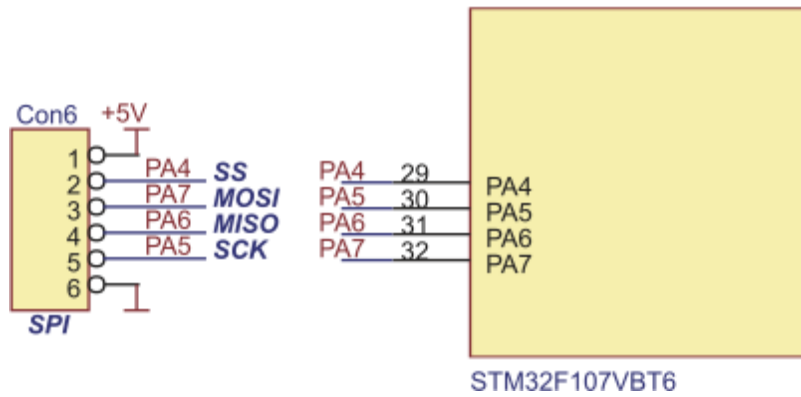 Con6 +5V
1
2 PA4 SS
3 PA7 MOSI
4 PA6 MISO
5 PA5 SCK
6
SPI
PA4 29 PA4
PA5 30 PA5
PA6 31 PA6
PA7 32 PA7
STM32F107VBT6